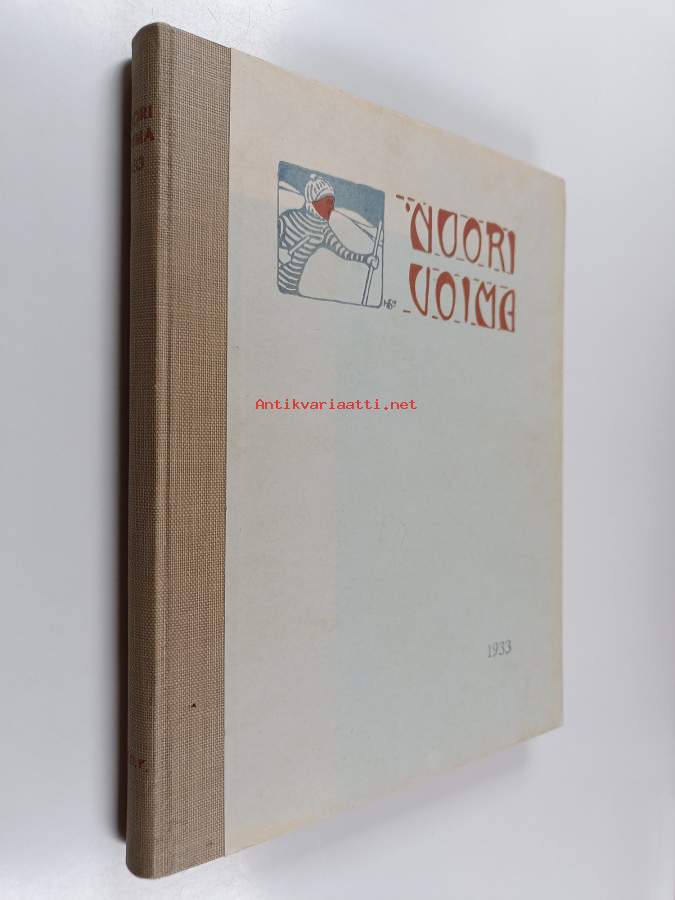 NUORI
VOIMA
Antikvariaatti.net
1933